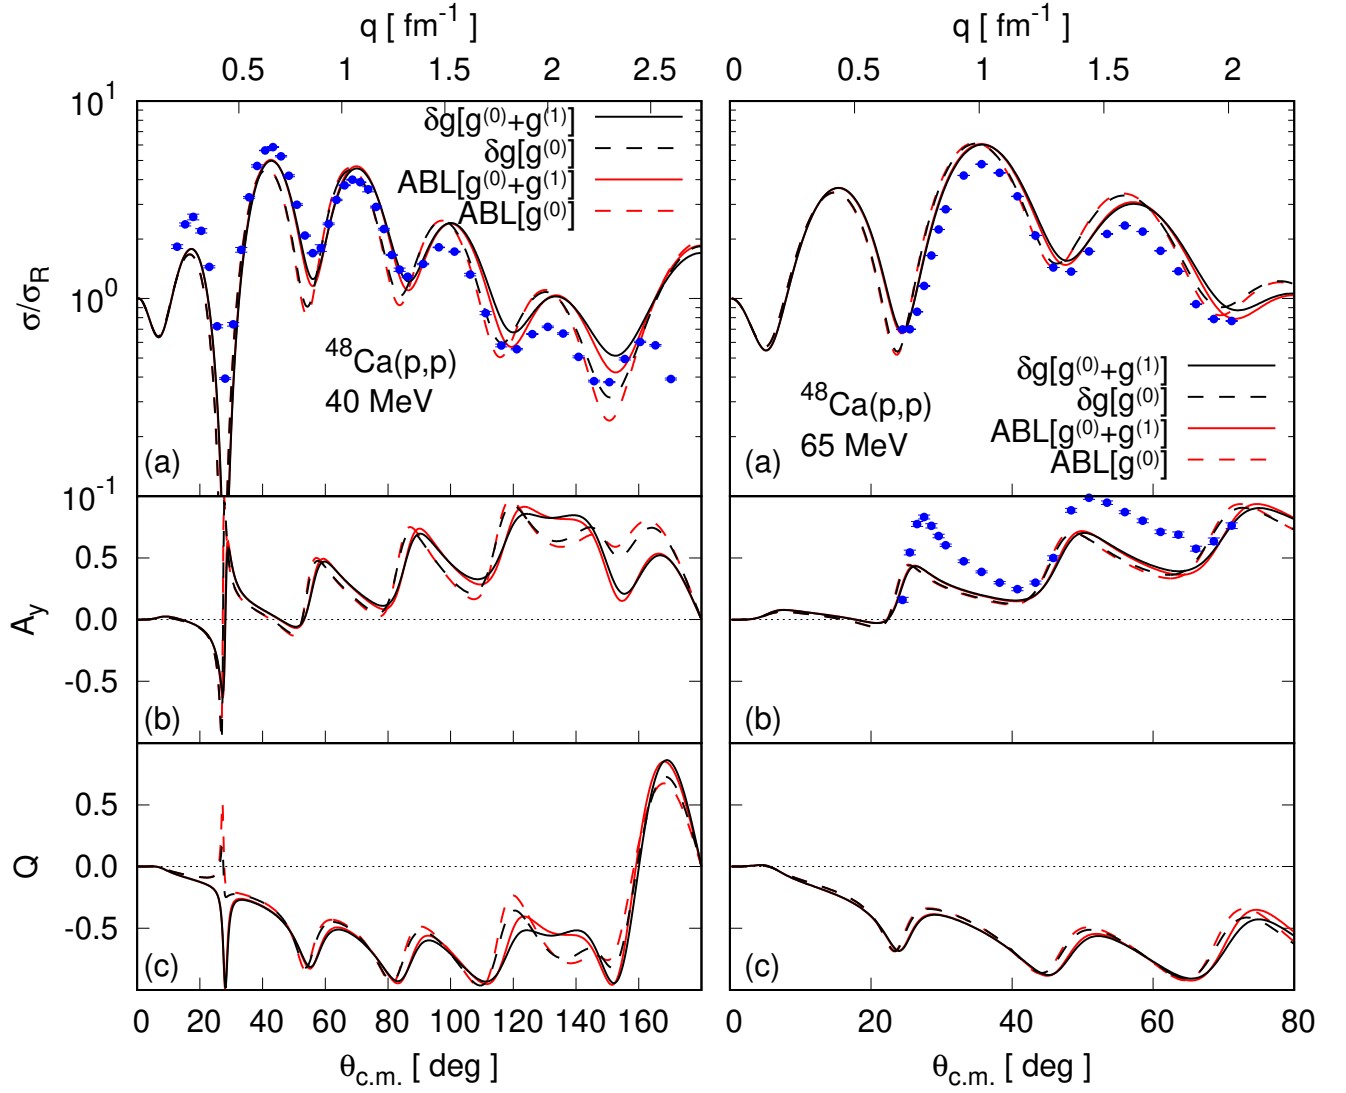 q [ fm⁻¹ ]
0.5 1 1.5 2 2.5
10¹
10⁰
10⁻¹
σ/σR
δg[g⁽⁰⁾+g⁽¹⁾]
δg[g⁽⁰⁾]
ABL[g⁽⁰⁾+g⁽¹⁾]
ABL[g⁽⁰⁾]
⁴⁸Ca(p,p)
40 MeV
(a)
0.5
0.0
-0.5
Ay
(b)
0.5
0.0
-0.5
Q
(c)
0 20 40 60 80 100 120 140 160
θc.m. [ deg ]
q [ fm⁻¹ ]
0 0.5 1 1.5 2
δg[g⁽⁰⁾+g⁽¹⁾]
δg[g⁽⁰⁾]
ABL[g⁽⁰⁾+g⁽¹⁾]
ABL[g⁽⁰⁾]
⁴⁸Ca(p,p)
65 MeV
(a)
(b)
(c)
0 20 40 60 80
θc.m. [ deg ]